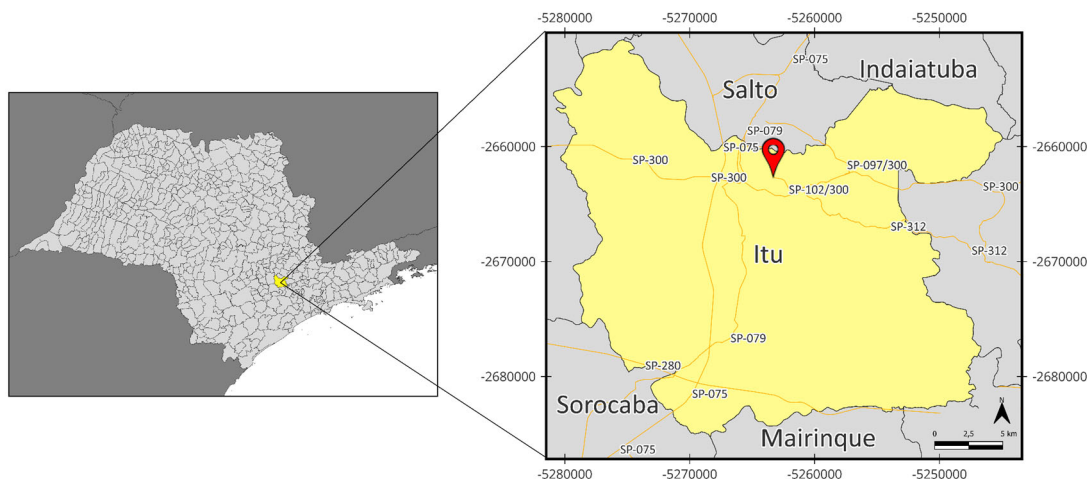 -5280000 -5270000 -5260000 -5250000
SP-075
Indaiatuba
Salto
SP-079
-2660000 SP-075 -2660000
SP-300 SP-097/300
SP-300 SP-300
SP-102/300
SP-312
Itu SP-312
-2670000 -2670000
SP-079
SP-280
-2680000 -2680000
SP-075
Sorocaba
N
Mairinque
SP-075
0 2,5 5 km
-5280000 -5270000 -5260000 -5250000